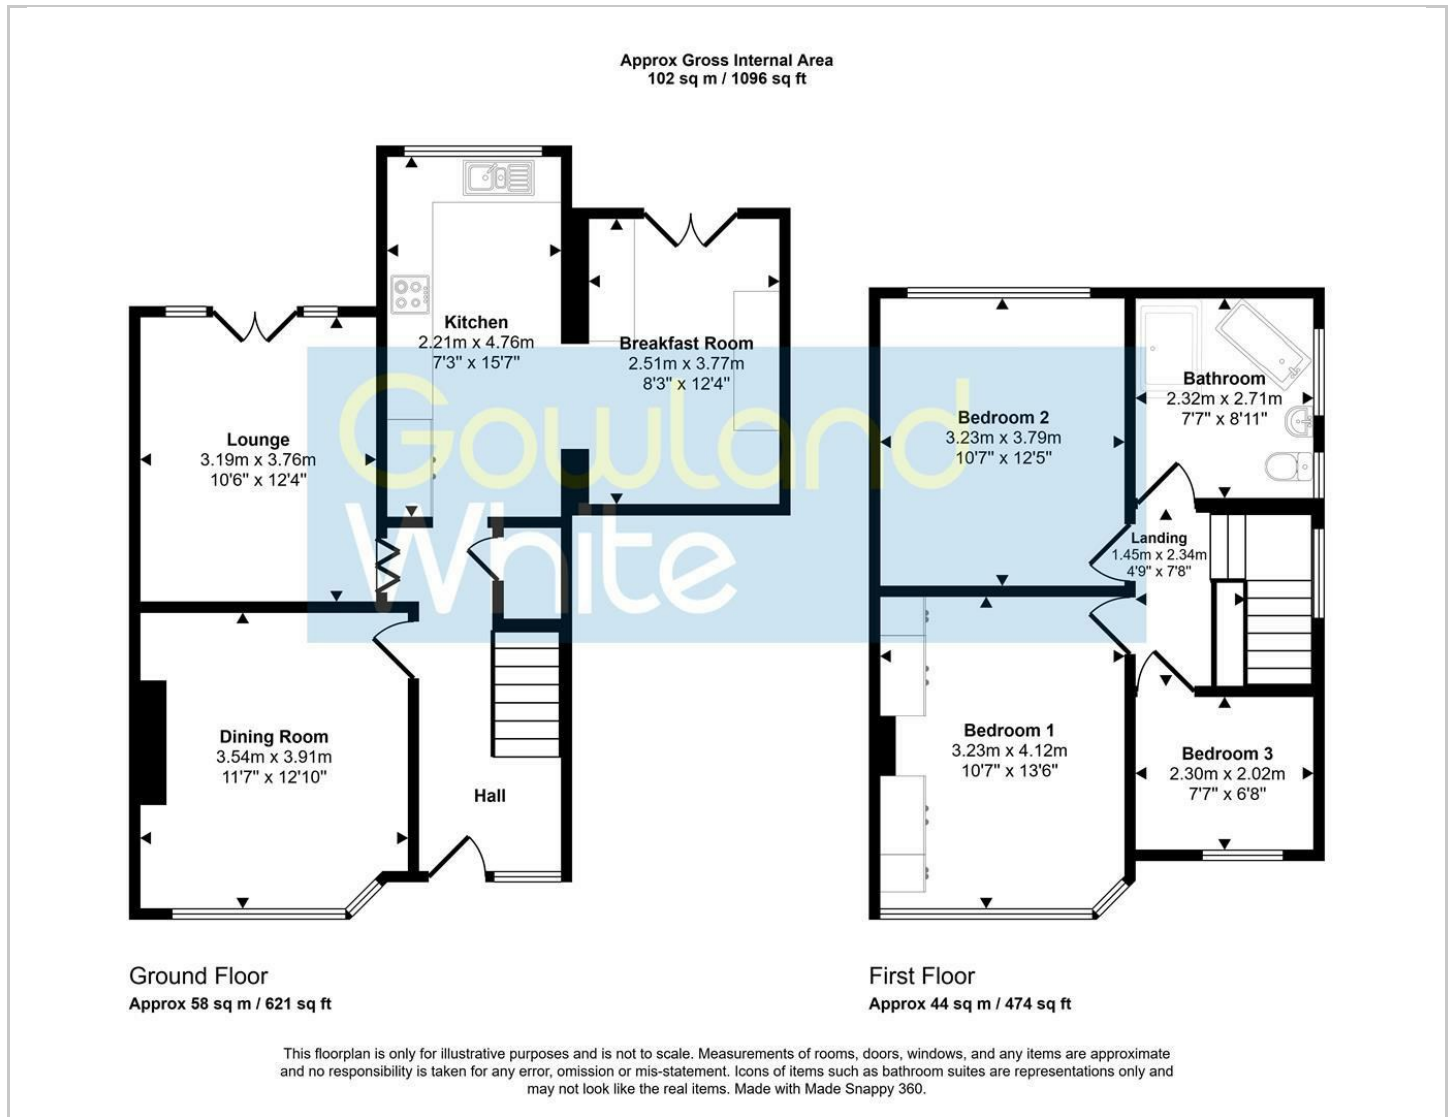 Approx Gross Internal Area
102 sq m / 1096 sq ft
Kitchen
2.21m x 4.76m
7'3" x 15'7"
Breakfast Room
2.51m x 3.77m
8'3" x 12'4"
Lounge
3.19m x 3.76m
10'6" x 12'4"
Dining Room
3.54m x 3.91m
11'7" x 12'10"
Hall
Bedroom 2
3.23m x 3.79m
10'7" x 12'5"
Bathroom
2.32m x 2.71m
7'7" x 8'11"
Landing
1.45m x 2.34m
4'9" x 7'8"
Bedroom 1
3.23m x 4.12m
10'7" x 13'6"
Bedroom 3
2.30m x 2.02m
7'7" x 6'8"
Gowland
White
Ground Floor
Approx 58 sq m / 621 sq ft
First Floor
Approx 44 sq m / 474 sq ft
This floorplan is only for illustrative purposes and is not to scale. Measurements of rooms, doors, windows, and any items are approximate
and no responsibility is taken for any error, omission or mis-statement. Icons of items such as bathroom suites are representations only and
may not look like the real items. Made with Made Snappy 360.